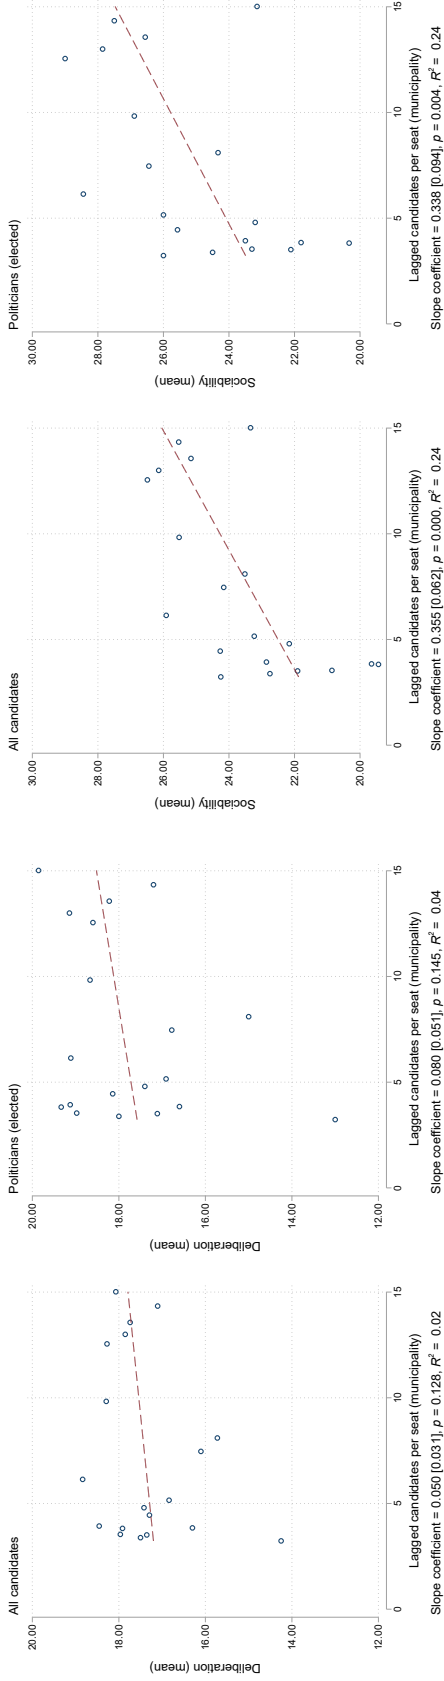 All candidates
Deliberation (mean)
20.00
18.00
16.00
14.00
12.00
0 5 10 15
Lagged candidates per seat (municipality)
Slope coefficient = 0.050 [0.031], p = 0.128, R² = 0.02
Politicians (elected)
Deliberation (mean)
20.00
18.00
16.00
14.00
12.00
0 5 10 15
Lagged candidates per seat (municipality)
Slope coefficient = 0.080 [0.051], p = 0.145, R² = 0.04
All candidates
Sociability (mean)
30.00
28.00
26.00
24.00
22.00
20.00
0 5 10 15
Lagged candidates per seat (municipality)
Slope coefficient = 0.355 [0.062], p = 0.000, R² = 0.24
Politicians (elected)
Sociability (mean)
30.00
28.00
26.00
24.00
22.00
20.00
0 5 10 15
Lagged candidates per seat (municipality)
Slope coefficient = 0.338 [0.094], p = 0.004, R² = 0.24